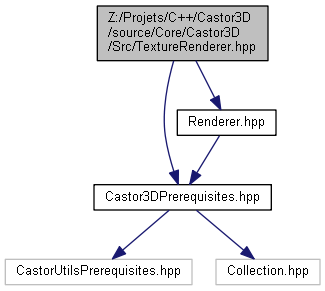 Z:/Projets/C++/Castor3D
/source/Core/Castor3D
/Src/TextureRenderer.hpp
Renderer.hpp
Castor3DPrerequisites.hpp
CastorUtilsPrerequisites.hpp
Collection.hpp